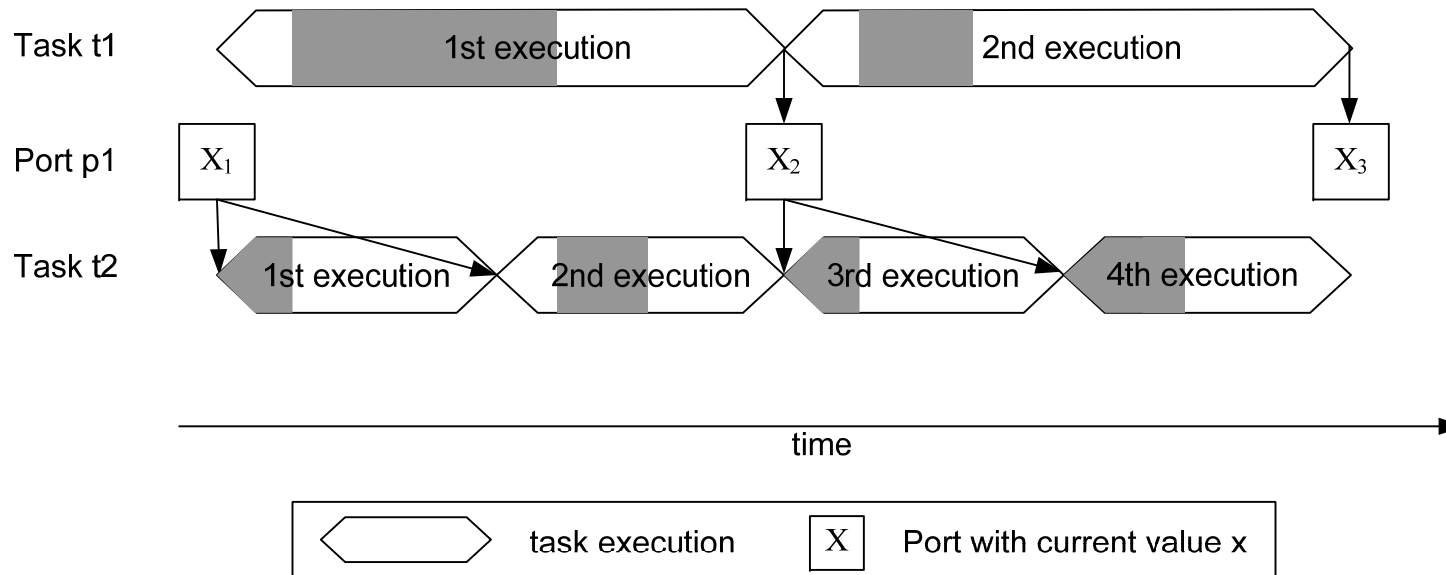 Task t1
1st execution
2nd execution
Port p1
X1
X2
X3
Task t2
1st execution
2nd execution
3rd execution
4th execution
time
task execution
X
Port with current value x